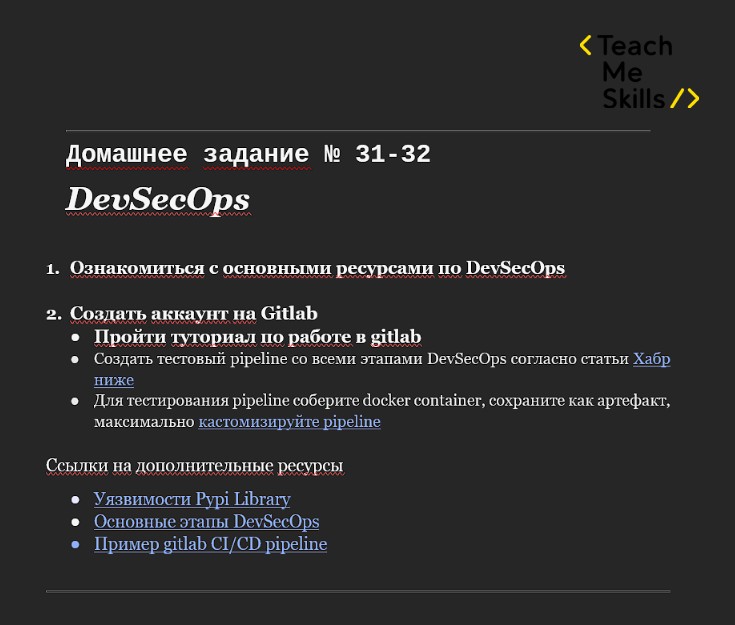 < Teach
Me
Skills />
Домашнее задание № 31-32
DevSecOps
1. Ознакомиться с основными ресурсами по DevSecOps
2. Создать аккаунт на Gitlab
● Пройти туториал по работе в gitlab
● Создать тестовый pipeline со всеми этапами DevSecOps согласно статьи Хабр
ниже
● Для тестирования pipeline соберите docker container, сохраните как артефакт,
максимально кастомизируйте pipeline
Ссылки на дополнительные ресурсы
● Уязвимости Pypi Library
● Основные этапы DevSecOps
● Пример gitlab CI/CD pipeline